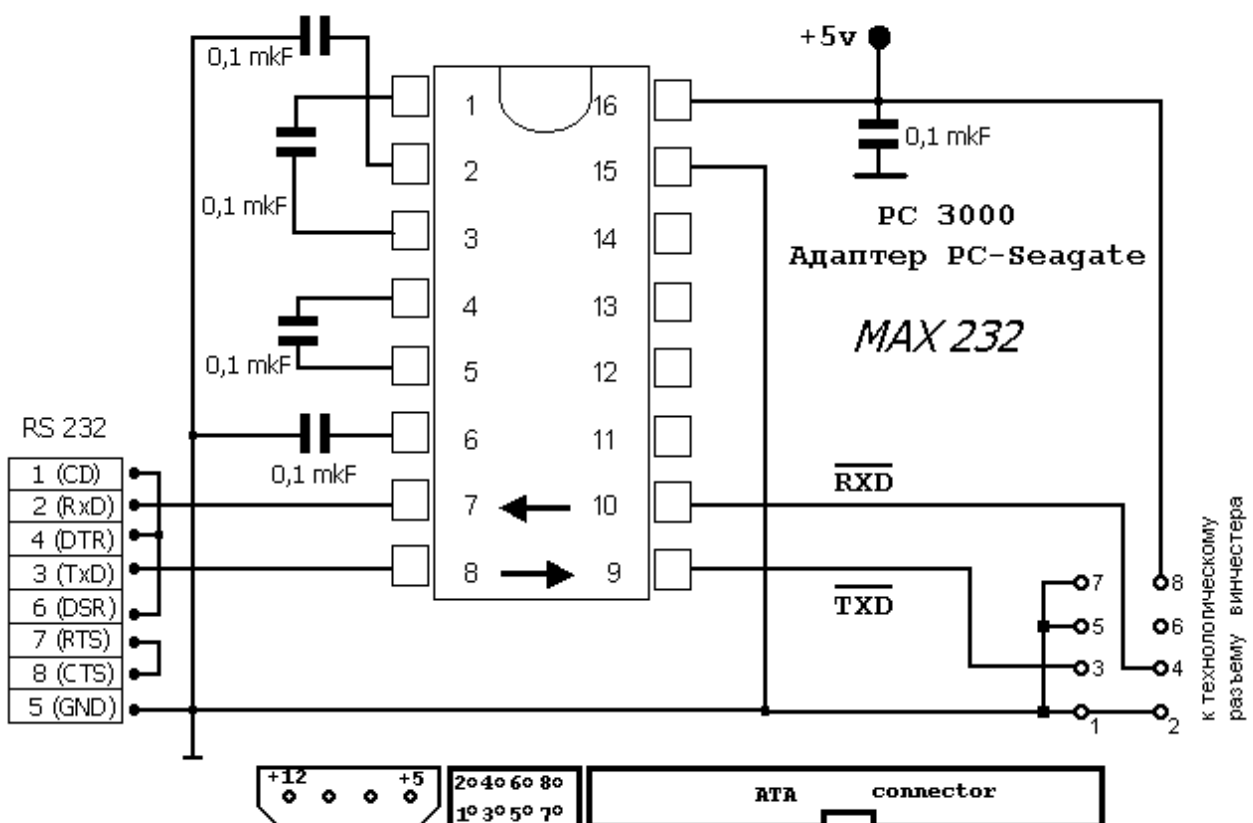 +5v
0,1 mkF
0,1 mkF
0,1 mkF
0,1 mkF
0,1 mkF
PC 3000
Адаптер PC-Seagate
MAX 232
1 16
2 15
3 14
4 13
5 12
6 11
7 10
8 9
RS 232
1 (CD)
2 (RxD)
4 (DTR)
3 (TxD)
6 (DSR)
7 (RTS)
8 (CTS)
5 (GND)
RXD
TXD
7 8
5 6
3 4
1 2
к технологическому
разъему винчестера
+12 +5
2 4 6 8
1 3 5 7
ATA connector